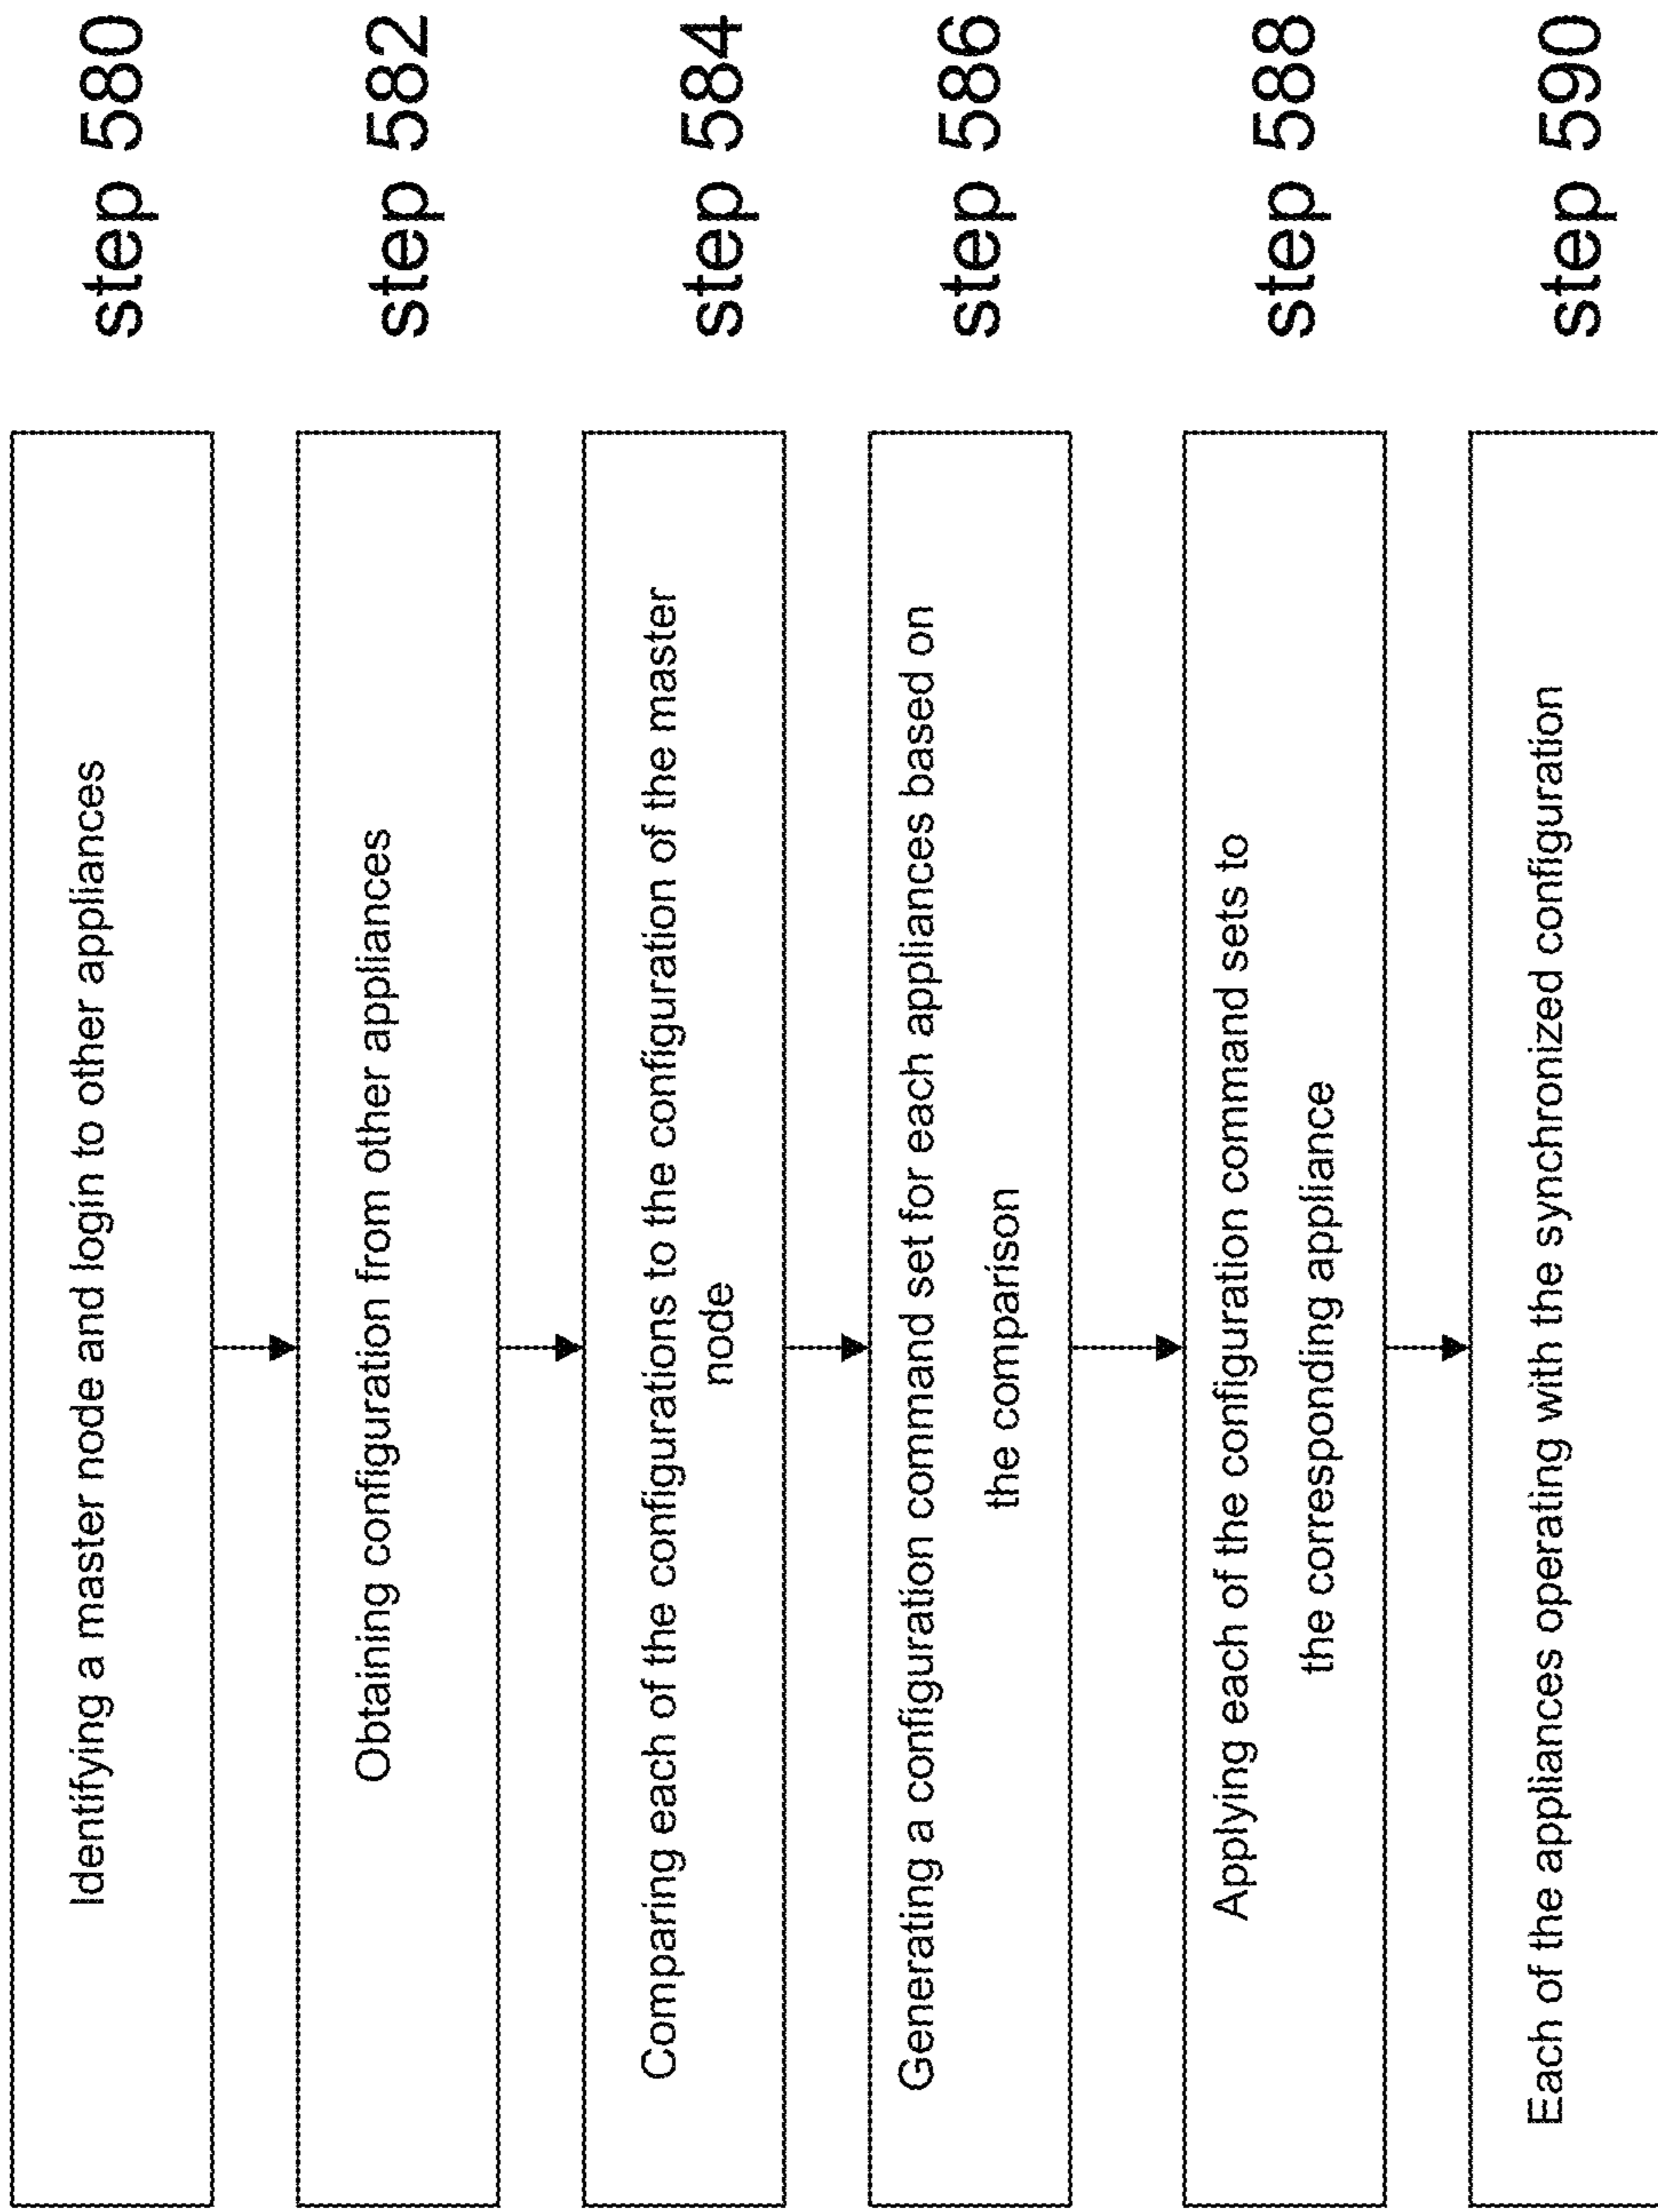 Identifying a master node and login to other appliances
step 580
Obtaining configuration from other appliances
step 582
Comparing each of the configurations to the configuration of the master
node
step 584
Generating a configuration command set for each appliances based on
the comparison
step 586
Applying each of the configuration command sets to
the corresponding appliance
step 588
Each of the appliances operating with the synchronized configuration
step 590